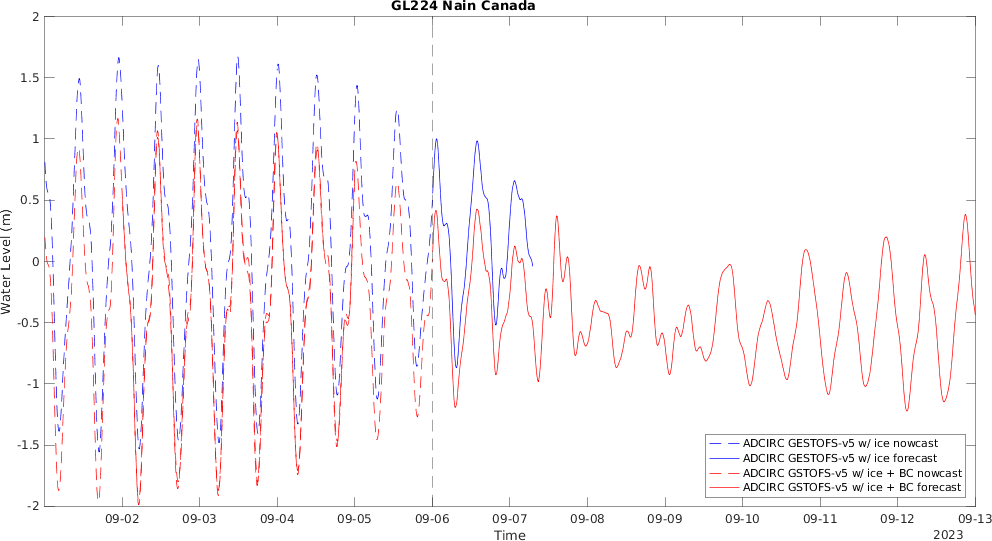 GL224 Nain Canada
Water Level (m)
2
1.5
1
0.5
0
-0.5
-1
-1.5
-2
ADCIRC GESTOFS-v5 w/ ice nowcast
ADCIRC GESTOFS-v5 w/ ice forecast
ADCIRC GSTOFS-v5 w/ ice + BC nowcast
ADCIRC GSTOFS-v5 w/ ice + BC forecast
09-02 09-03 09-04 09-05 09-06 09-07 09-08 09-09 09-10 09-11 09-12 09-13
Time
2023